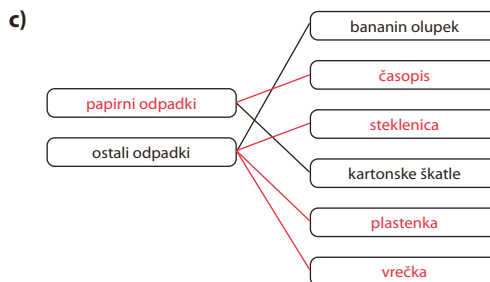 c)
papirni odpadki
ostali odpadki
bananin olupek
časopis
steklenica
kartonske škatle
plastenka
vrečka